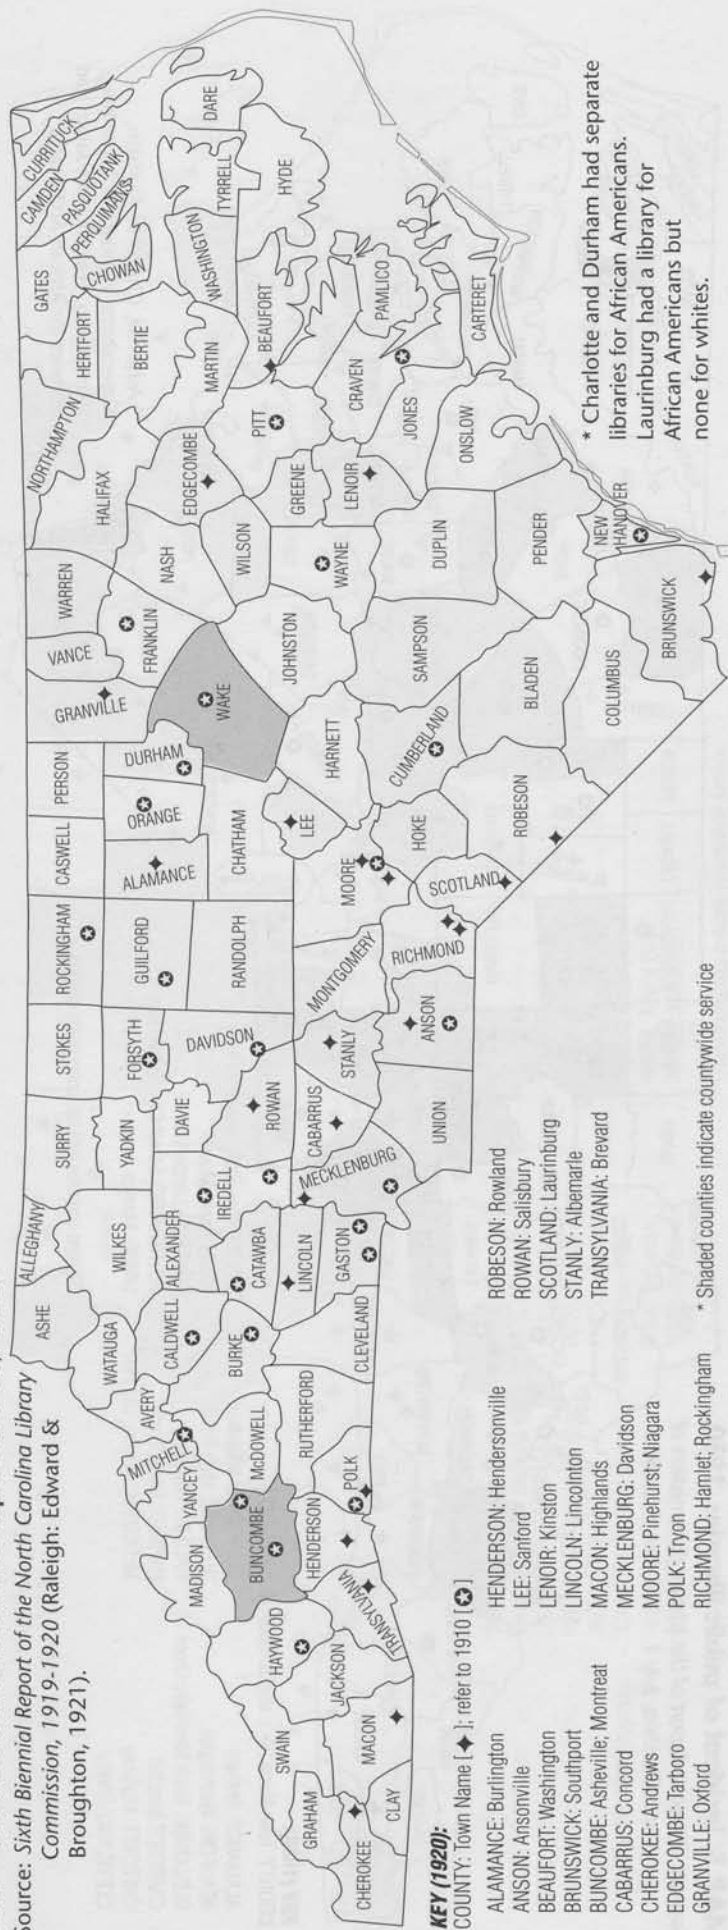 Source: Sixth Biennial Report of the North Carolina Library
Commission, 1919-1920 (Raleigh: Edward &
Broughton, 1921).
CURRITUCK
CAMDEN
PASQUOTANK
PERQUIMANS
GATES
CHOWAN
HERTFORT
BERTIE
NORTHAMPTON
HALIFAX
WARREN
VANCE
GRANVILLE
PERSON
CASWELL
ROCKINGHAM
STOKES
SURRY
ALLEGHANY
ASHE
DARE
TYRRELL
WASHINGTON
HYDE
MARTIN
BEAUFORT
EDGECOMBE
PITT
NASH
FRANKLIN
WILSON
WAKE
DURHAM
ORANGE
ALAMANCE
GUILFORD
FORSYTH
YADKIN
WILKES
WATAUGA
AVERY
MITCHELL
YANCEY
MADISON
PAMLICO
CRAVEN
CARTERET
JONES
GREENE
LENOIR
WAYNE
JOHNSTON
HARNETT
LEE
CHATHAM
RANDOLPH
DAVIDSON
DAVIE
ROWAN
IREDELL
ALEXANDER
CALDWELL
CATAWBA
BURKE
McDOWELL
BUNCOMBE
HAYWOOD
SWAIN
GRAHAM
ONSLOW
DUPLIN
SAMPSON
CUMBERLAND
HOKE
MOORE
MONTGOMERY
STANLY
CABARRUS
MECKLENBURG
LINCOLN
GASTON
CLEVELAND
RUTHERFORD
POLK
HENDERSON
TRANSYLVANIA
JACKSON
MACON
CLAY
CHEROKEE
PENDER
NEW
HANOVER
BRUNSWICK
COLUMBUS
BLADEN
ROBESON
SCOTLAND
RICHMOND
ANSON
UNION
* Charlotte and Durham had separate
libraries for African Americans.
Laurinburg had a library for
African Americans but
none for whites.
KEY (1920):
COUNTY: Town Name [✦]; refer to 1910 [✪]
ALAMANCE: Burlington
ANSON: Ansonville
BEAUFORT: Washington
BRUNSWICK: Southport
BUNCOMBE: Asheville; Montreat
CABARRUS: Concord
CHEROKEE: Andrews
EDGECOMBE: Tarboro
GRANVILLE: Oxford
HENDERSON: Hendersonville
LEE: Sanford
LENOIR: Kinston
LINCOLN: Lincolnton
MACON: Highlands
MECKLENBURG: Davidson
MOORE: Pinehurst; Niagara
POLK: Tryon
RICHMOND: Hamlet; Rockingham
ROBESON: Rowland
ROWAN: Salisbury
SCOTLAND: Laurinburg
STANLY: Albemarle
TRANSYLVANIA: Brevard
* Shaded counties indicate countywide service